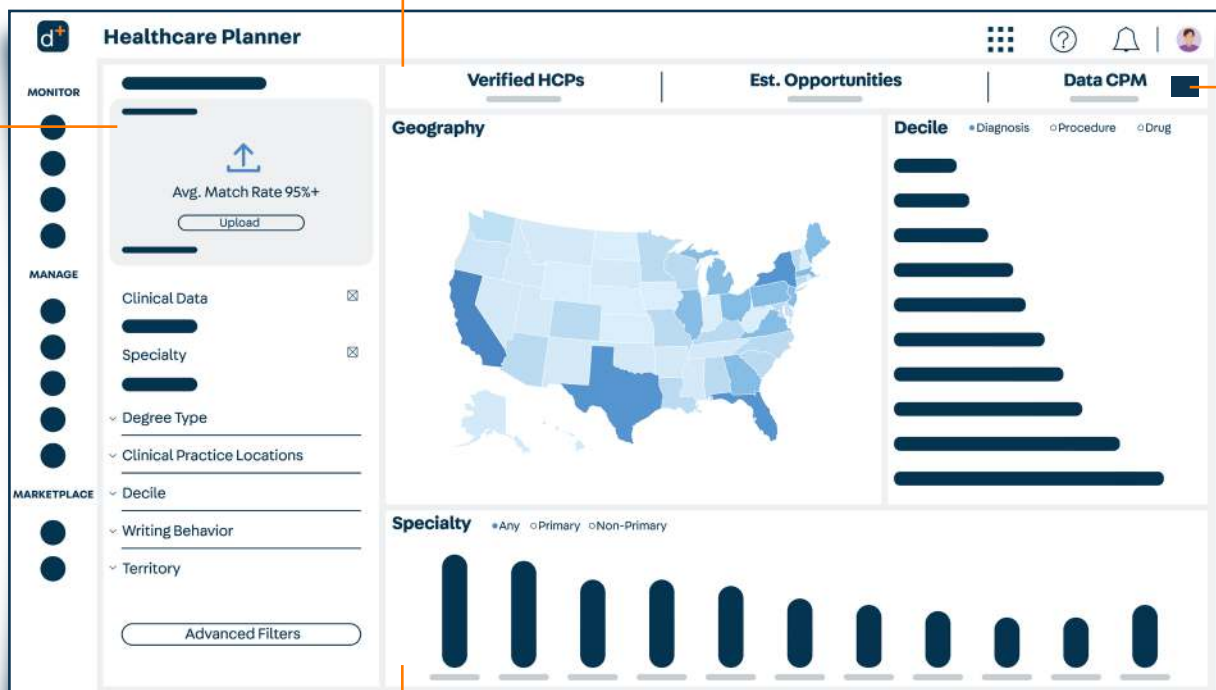 d+
Healthcare Planner
MONITOR
MANAGE
MARKETPLACE
Avg. Match Rate 95%+
Upload
Clinical Data
Specialty
Degree Type
Clinical Practice Locations
Decile
Writing Behavior
Territory
Advanced Filters
Verified HCPs
Est. Opportunities
Data CPM
Geography
Decile Diagnosis Procedure Drug
Specialty Any Primary Non-Primary